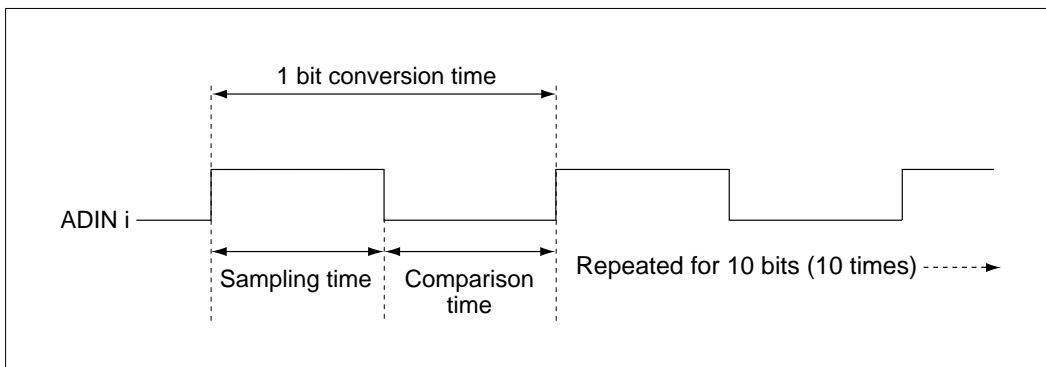 1 bit conversion time
ADIN i
Sampling time
Comparison
time
Repeated for 10 bits (10 times)